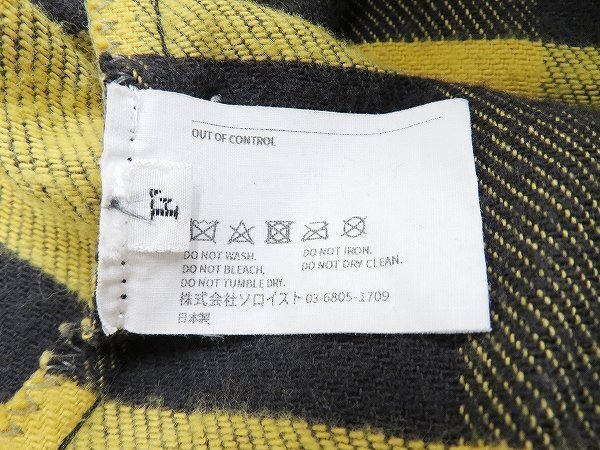 OUT OF CONTROL
F
DO NOT WASH.
DO NOT BLEACH.
DO NOT TUMBLE DRY.
DO NOT IRON.
DO NOT DRY CLEAN.
株式会社ソロイスト 03-6805-1709
日本製